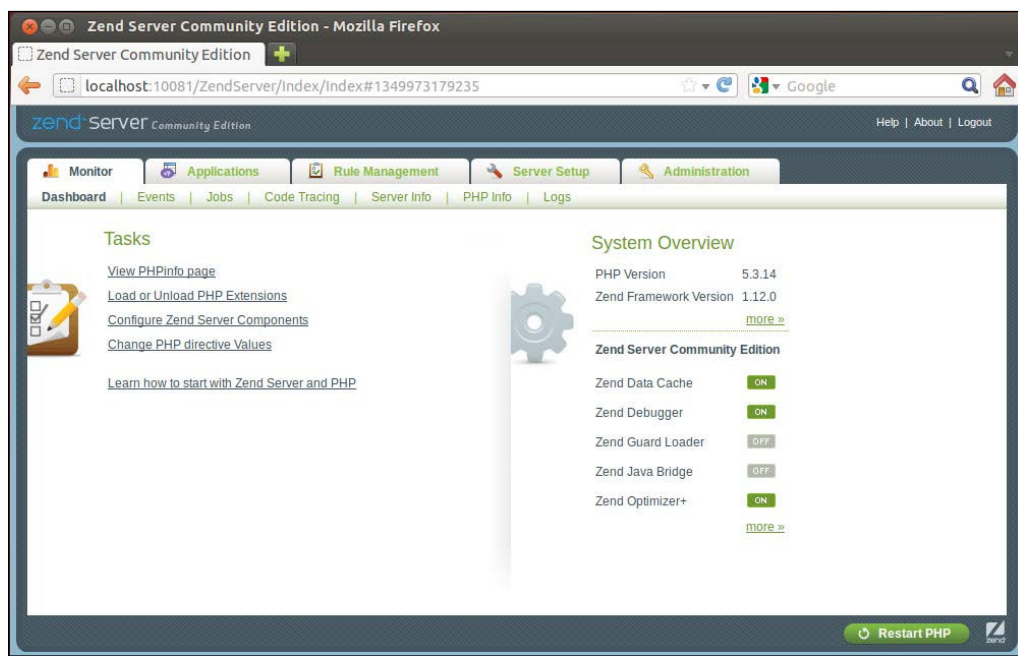 Zend Server Community Edition - Mozilla Firefox
Zend Server Community Edition
localhost:10081/ZendServer/Index/Index#1349973179235
Google
zend server Community Edition
Help | About | Logout
Monitor
Applications
Rule Management
Server Setup
Administration
Dashboard | Events | Jobs | Code Tracing | Server Info | PHP Info | Logs
Tasks
View PHPinfo page
Load or Unload PHP Extensions
Configure Zend Server Components
Change PHP directive Values
Learn how to start with Zend Server and PHP
System Overview
PHP Version 5.3.14
Zend Framework Version 1.12.0
more »
Zend Server Community Edition
Zend Data Cache ON
Zend Debugger ON
Zend Guard Loader OFF
Zend Java Bridge OFF
Zend Optimizer+ ON
more »
Restart PHP
zend